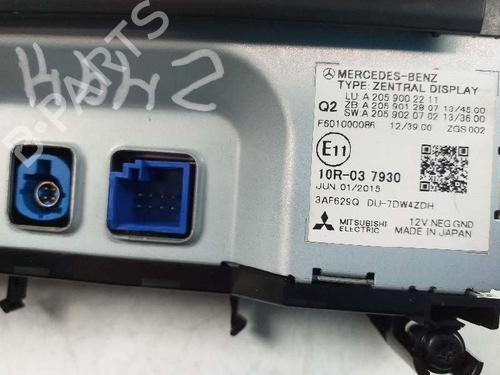 B-PARTS
MERCEDES-BENZ
TYPE: ZENTRAL DISPLAY
LU: A 205 900 22 11
Q2 ZB: A 205 901 28 07 13/45 00
SW: A 205 902 07 02 13/36 00
F601000086 12/39 00 ZGS 002
E11
10R-03 7930
JUN. 01/2015
3AF629Q DU-7DW4ZDH
MITSUBISHI ELECTRIC
12V NEG GND
MADE IN JAPAN